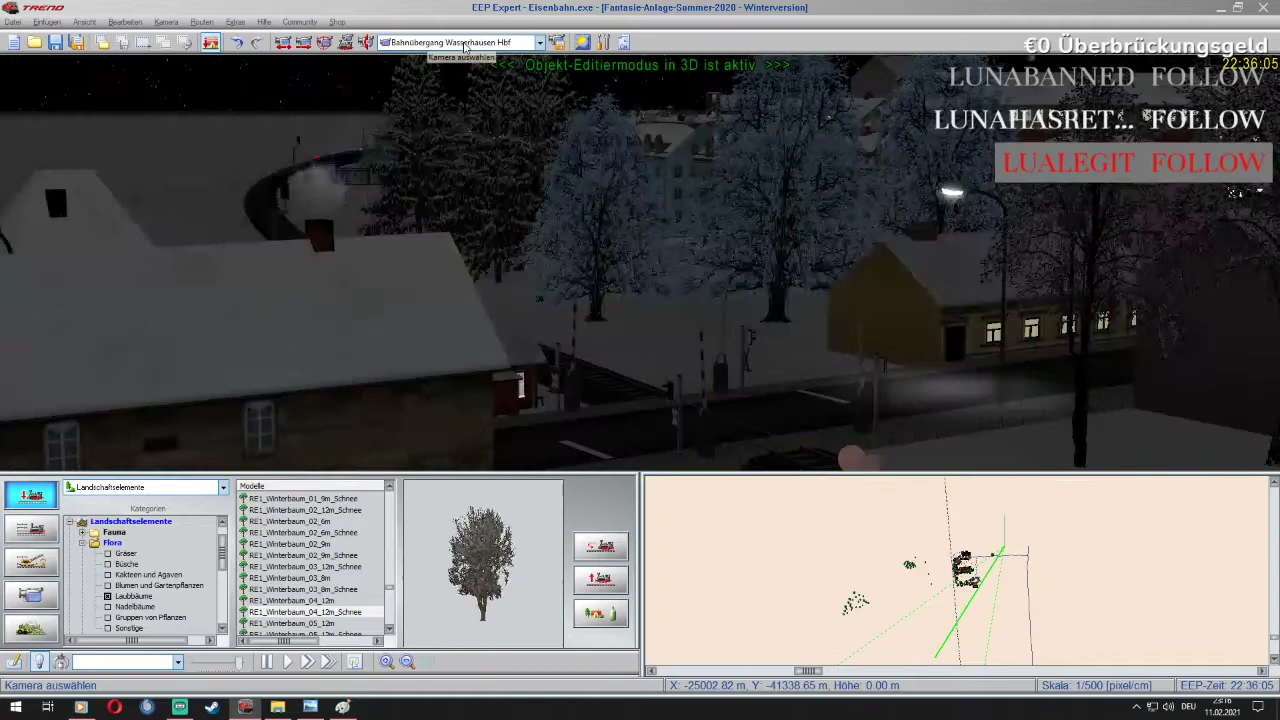 TREND
EEP Expert - Eisenbahn.exe - [Fantasie-Anlage-Sommer-2020 - Winterversion)
Datei Einfügen Ansicht Bearbeiten Kamera Routen Extras Hilfe Community Shop
Bahnübergang Wasserhausen Hbf
Kamera auswählen
<<< Objekt-Editiermodus in 3D ist aktiv >>>
€0 Überbrückungsgeld
22:36:05
LUNABANNED FOLLOW
LUNAHASRET... FOLLOW
LUALEGIT FOLLOW
Landschaftselemente
Kategorien
Landschaftselemente
Fauna
Flora
Gräser
Büsche
Kakteen und Agaven
Blumen und Gartenpflanzen
Laubbäume
Nadelbäume
Gruppen von Pflanzen
Sonstige
Modelle
RE1_Winterbaum_01_9m_Schnee
RE1_Winterbaum_02_12m_Schnee
RE1_Winterbaum_02_6m
RE1_Winterbaum_02_6m_Schnee
RE1_Winterbaum_02_9m
RE1_Winterbaum_02_9m_Schnee
RE1_Winterbaum_03_12m_Schnee
RE1_Winterbaum_03_8m
RE1_Winterbaum_03_8m_Schnee
RE1_Winterbaum_04_12m
RE1_Winterbaum_04_12m_Schnee
RE1_Winterbaum_05_12m
RE1_Winterbaum_05_12m_Schnee
Kamera auswählen
X: -25002.82 m, Y: -41338.65 m, Höhe: 0.00 m
Skala: 1/500 [pixel/cm]
EEP-Zeit: 22:36:05
DEU
23:16
11.02.2021